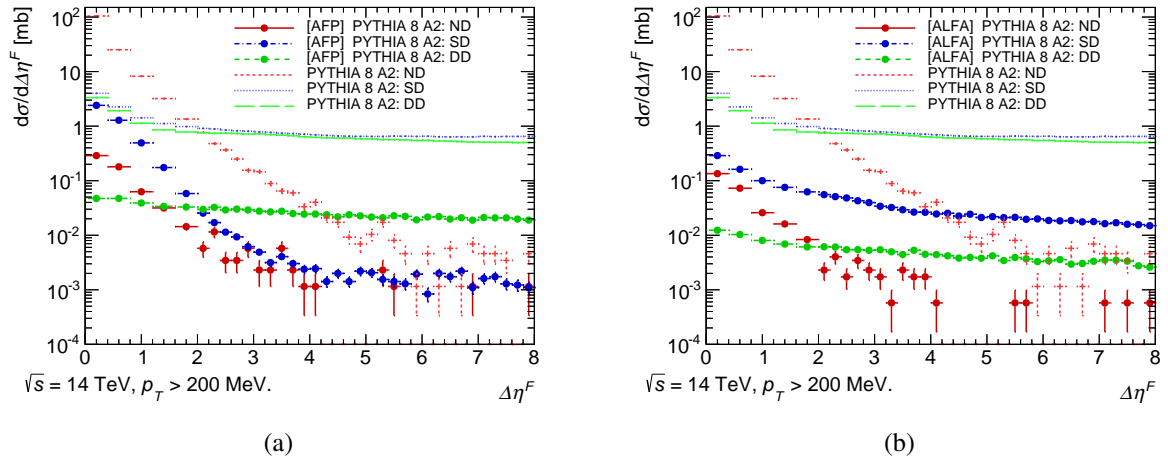 dσ/dΔη^F [mb]
10²
10
1
10⁻¹
10⁻²
10⁻³
10⁻⁴
[AFP] PYTHIA 8 A2: ND
[AFP] PYTHIA 8 A2: SD
[AFP] PYTHIA 8 A2: DD
PYTHIA 8 A2: ND
PYTHIA 8 A2: SD
PYTHIA 8 A2: DD
0 1 2 3 4 5 6 7 8
√s = 14 TeV, p_T > 200 MeV. Δη^F
(a)
dσ/dΔη^F [mb]
10²
10
1
10⁻¹
10⁻²
10⁻³
10⁻⁴
[ALFA] PYTHIA 8 A2: ND
[ALFA] PYTHIA 8 A2: SD
[ALFA] PYTHIA 8 A2: DD
PYTHIA 8 A2: ND
PYTHIA 8 A2: SD
PYTHIA 8 A2: DD
0 1 2 3 4 5 6 7 8
√s = 14 TeV, p_T > 200 MeV. Δη^F
(b)